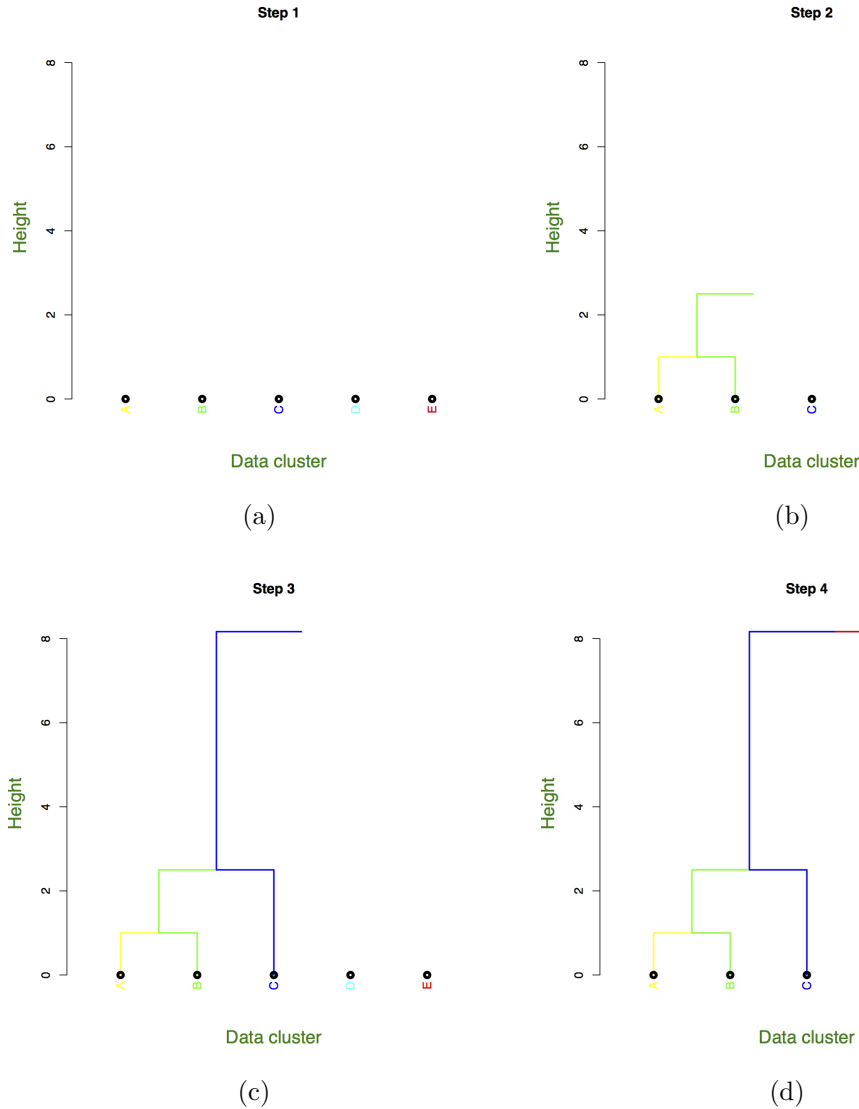 Step 1
8
6
4
2
0
Height
A B C D E
Data cluster
(a)
Step 2
8
6
4
2
0
Height
A B C
Data cluster
(b)
Step 3
8
6
4
2
0
Height
A B C D E
Data cluster
(c)
Step 4
8
6
4
2
0
Height
A B C
Data cluster
(d)